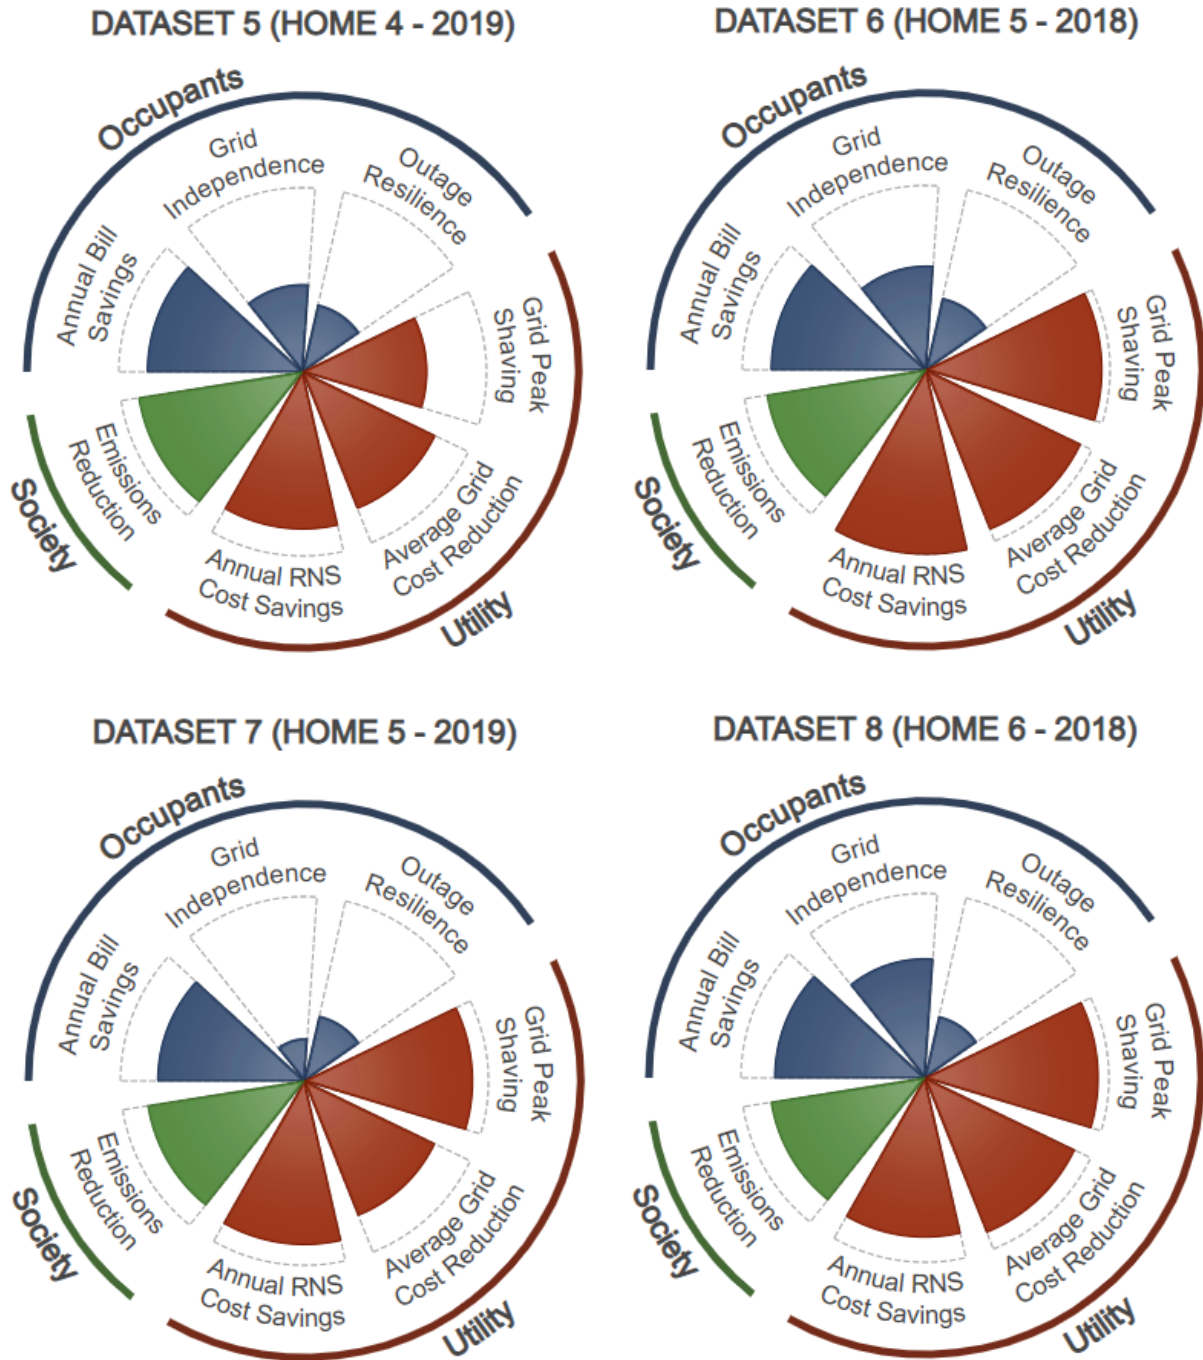 DATASET 5 (HOME 4 - 2019)
Occupants
Grid
Independence
Outage
Resilience
Annual Bill
Savings
Grid Peak
Shaving
Emissions
Reduction
Average Grid
Cost Reduction
Annual RNS
Cost Savings
Society
Utility
DATASET 6 (HOME 5 - 2018)
Occupants
Grid
Independence
Outage
Resilience
Annual Bill
Savings
Grid Peak
Shaving
Emissions
Reduction
Average Grid
Cost Reduction
Annual RNS
Cost Savings
Society
Utility
DATASET 7 (HOME 5 - 2019)
Occupants
Grid
Independence
Outage
Resilience
Annual Bill
Savings
Grid Peak
Shaving
Emissions
Reduction
Average Grid
Cost Reduction
Annual RNS
Cost Savings
Society
Utility
DATASET 8 (HOME 6 - 2018)
Occupants
Grid
Independence
Outage
Resilience
Annual Bill
Savings
Grid Peak
Shaving
Emissions
Reduction
Average Grid
Cost Reduction
Annual RNS
Cost Savings
Society
Utility